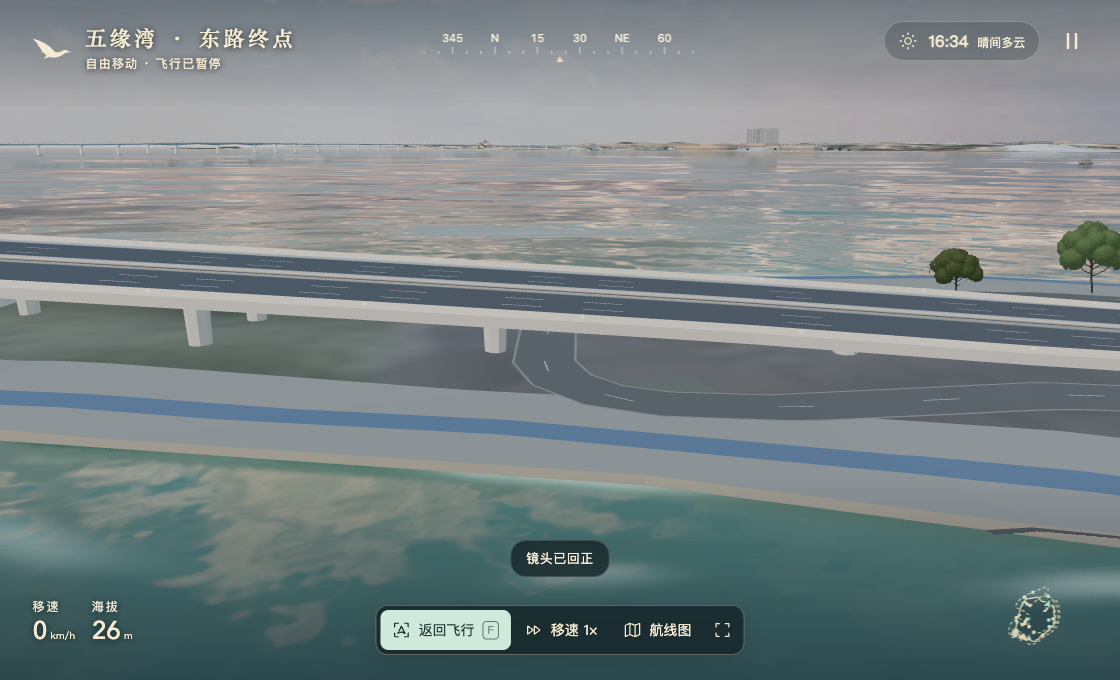 五缘湾 · 东路终点
自由移动 · 飞行已暂停
345 N 15 30 NE 60
16:34 晴间多云
镜头已回正
移速 海拔
0 km/h 26 m
返回飞行 F 移速 1× 航线图